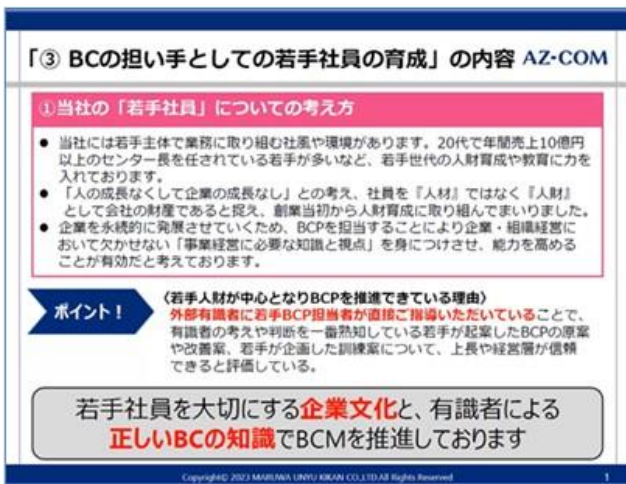 「③ BCの担い手としての若手社員の育成」の内容 AZ-COM
①当社の「若手社員」についての考え方
● 当社には若手主体で業務に取り組む社風や環境があります。20代で年間売上10億円
以上のセンター長を任されている若手が多いなど、若手世代の人財育成や教育に力を
入れております。
● 「人の成長なくして企業の成長なし」との考え、社員を『人材』ではなく『人財』
として会社の財産であると捉え、創業当初から人財育成に取り組んでまいりました。
● 企業を永続的に発展させていくため、BCPを担当することにより企業・組織経営に
おいて欠かせない「事業経営に必要な知識と視点」を身につけさせ、能力を高める
ことが有効だと考えております。
ポイント！
〈若手人財が中心となりBCPを推進できている理由〉
外部有識者に若手BCP担当者が直接ご指導いただいていることで、
有識者の考えや判断を一番熟知している若手が起案したBCPの原案
や改善案、若手が企画した訓練案について、上長や経営層が信頼
できると評価している。
若手社員を大切にする企業文化と、有識者による
正しいBCの知識でBCMを推進しております
Copyright© 2023 MARUWA UNYU KIKAN CO.,LTD.All Rights Reserved
1